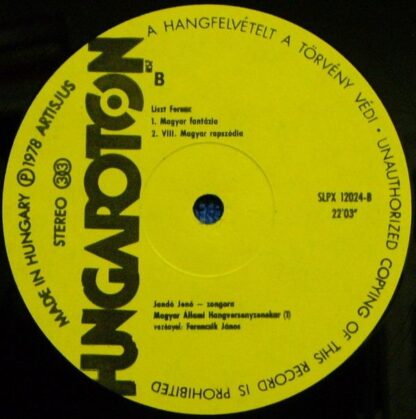 A HANGFELVÉTELT A TÖRVÉNY VÉDI • UNAUTHORIZED COPYING OF THIS RECORD IS PROHIBITED
MADE IN HUNGARY Ⓟ 1978 ARTISJUS
STEREO 33
HUNGAROTON
RSZ
B
Liszt Ferenc
1. Magyar fantázia
2. VIII. Magyar rapszódia
SLPX 12024-B
22'03"
Jandó Jenő – zongora
Magyar Állami Hangversenyzenekar (1)
vezényel: Ferencsik János